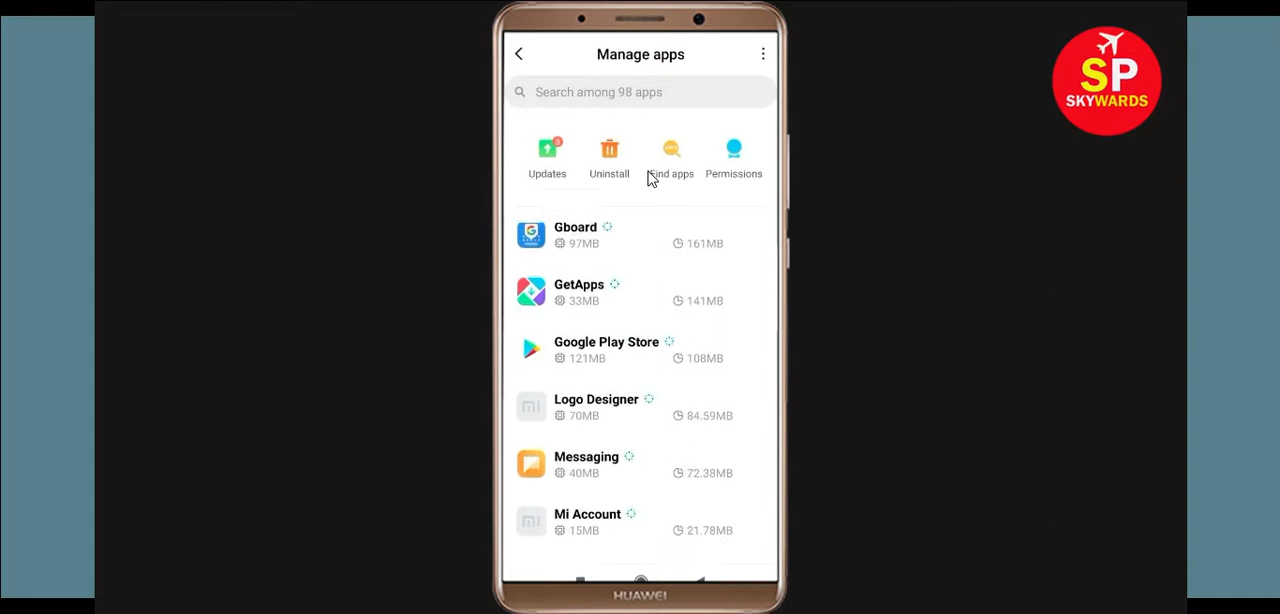 Manage apps
Search among 98 apps
3
Updates Uninstall Find apps Permissions
Gboard
97MB 161MB
GetApps
33MB 141MB
Google Play Store
121MB 108MB
Logo Designer
70MB 84.59MB
Messaging
40MB 72.38MB
Mi Account
15MB 21.78MB
HUAWEI
SP
SKYWARDS